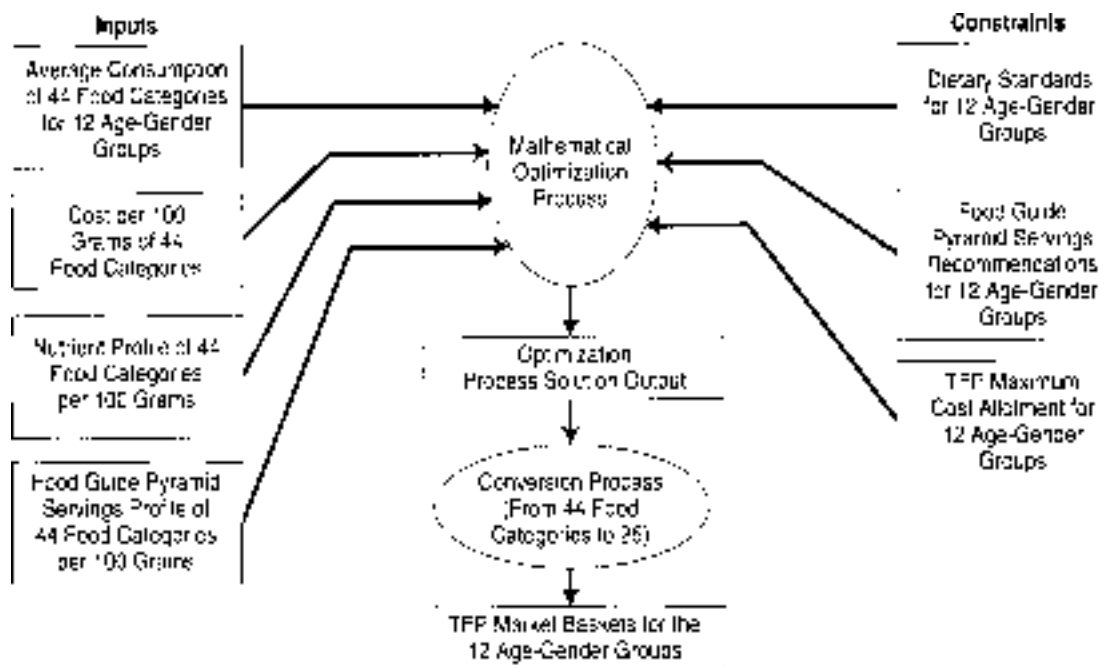 Inputs
Average Consumption
of 44 Food Categories
for 12 Age-Gender
Groups
Cost per 100
Grams of 44
Food Categories
Nutrient Profile of 44
Food Categories
per 100 Grams
Food Guide Pyramid
Servings Profile of
44 Food Categories
per 100 Grams
Mathematical
Optimization
Process
Optimization
Process Solution Output
Conversion Process
(From 44 Food
Categories to
TFP Market Baskets for the
12 Age-Gender Groups
Constraints
Dietary Standards
for 12 Age-Gender
Groups
Food Guide
Pyramid Servings
Recommendations
for 12 Age-Gender
Groups
TFP Maximum
Cost Allotment for
12 Age-Gender
Groups